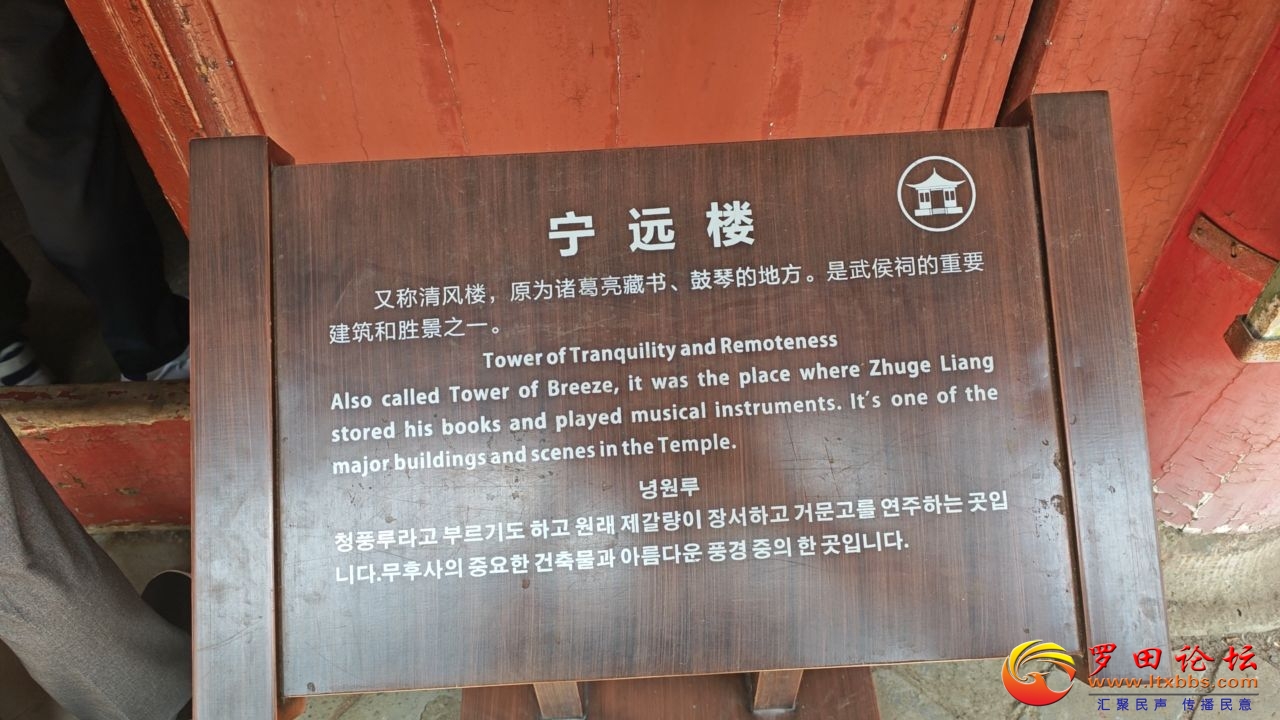 宁远楼
又称清风楼，原为诸葛亮藏书、鼓琴的地方。是武侯祠的重要
建筑和胜景之一。
Tower of Tranquility and Remoteness
Also called Tower of Breeze, it was the place where Zhuge Liang
stored his books and played musical instruments. It's one of the
major buildings and scenes in the Temple.
녕원루
청풍루라고 부르기도 하고 원래 제갈량이 장서하고 거문고를 연주하는 곳입
니다.무후사의 중요한 건축물과 아름다운 풍경 중의 한 곳입니다.
罗田论坛
www.ltxbbs.com
汇聚民声 传播民意